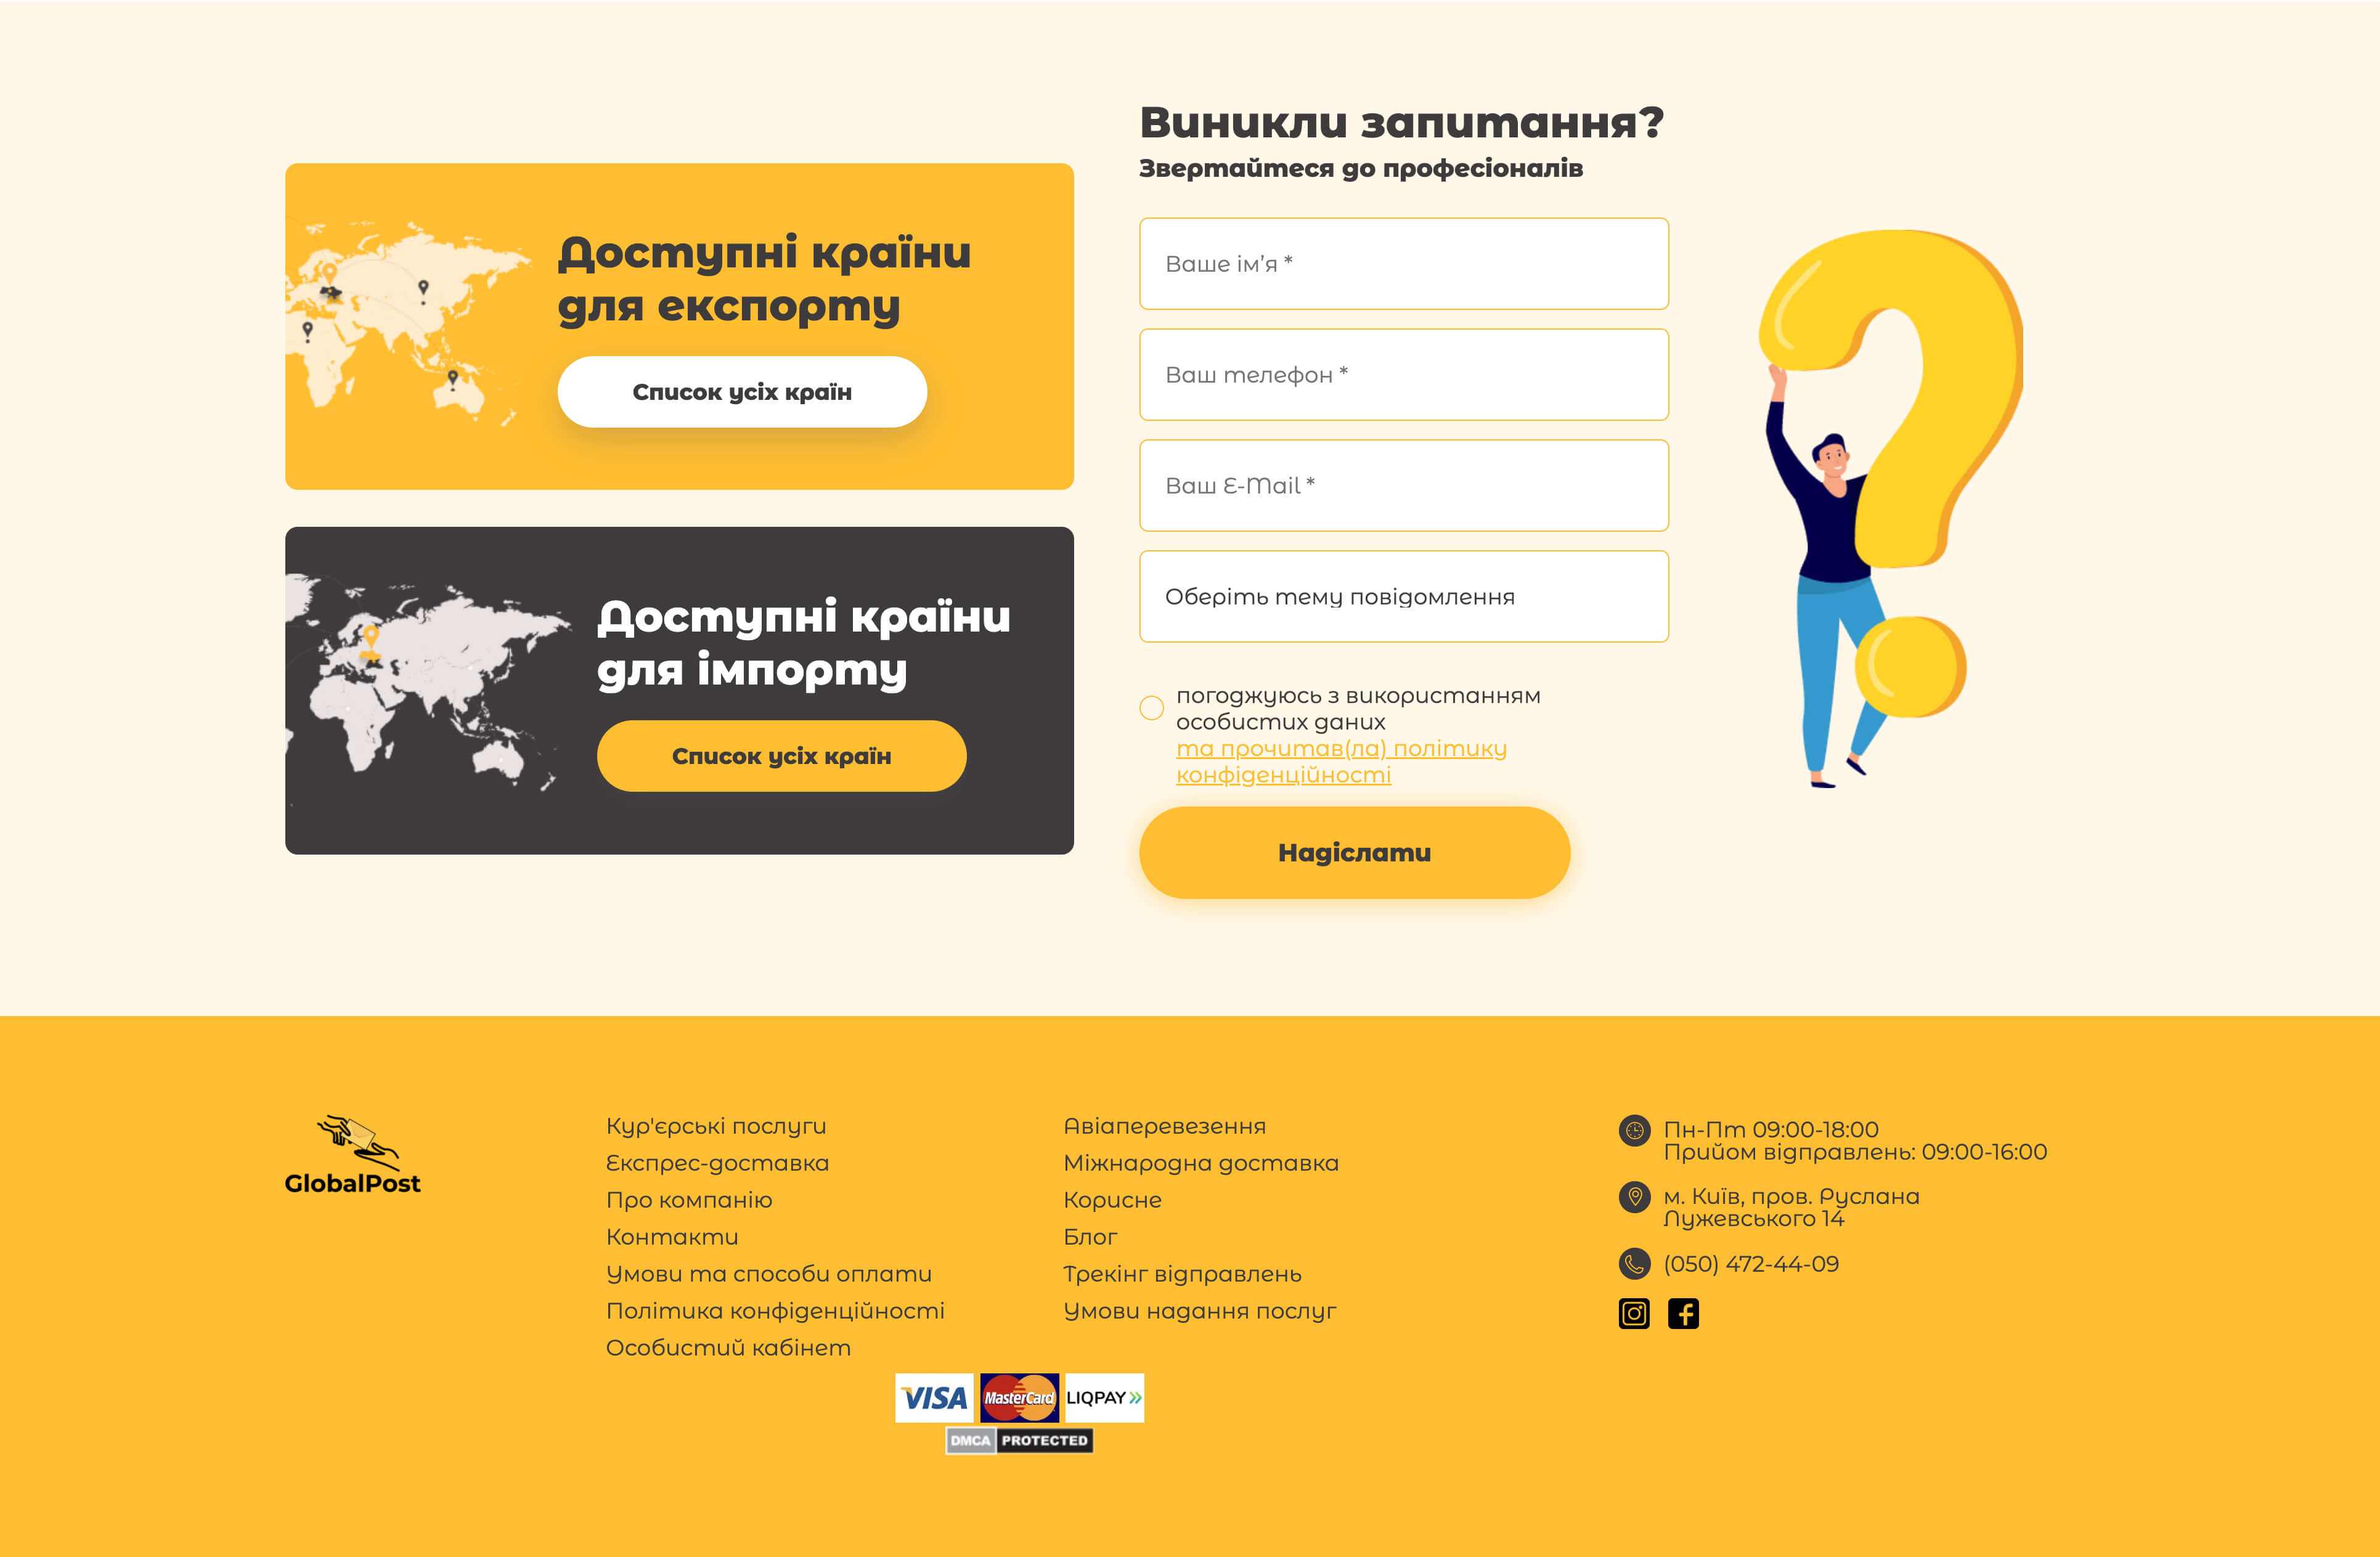 Доступні країни
для експорту
Список усіх країн
Доступні країни
для імпорту
Список усіх країн
Виникли запитання?
Звертайтеся до професіоналів
Ваше ім’я *
Ваш телефон *
Ваш E-Mail *
Оберіть тему повідомлення
погоджуюсь з використанням
особистих даних
та прочитав(ла) політику
конфіденційності
Надіслати
GlobalPost
Кур'єрські послуги
Експрес-доставка
Про компанію
Контакти
Умови та способи оплати
Політика конфіденційності
Особистий кабінет
Авіаперевезення
Міжнародна доставка
Корисне
Блог
Трекінг відправлень
Умови надання послуг
Пн-Пт 09:00-18:00
Прийом відправлень: 09:00-16:00
м. Київ, пров. Руслана
Лужевського 14
(050) 472-44-09
VISA MasterCard LIQPAY
DMCA PROTECTED